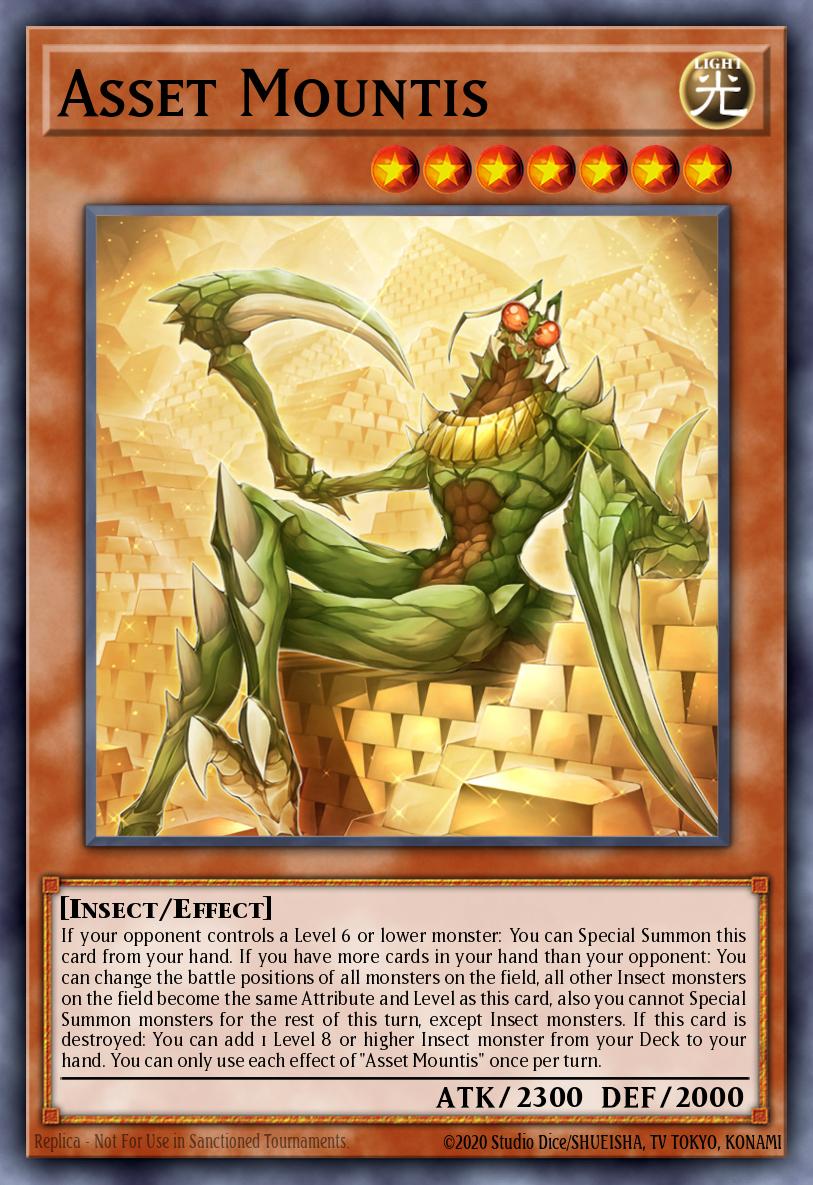 Asset Mountis
LIGHT
光
[Insect/Effect]
If your opponent controls a Level 6 or lower monster: You can Special Summon this
card from your hand. If you have more cards in your hand than your opponent: You
can change the battle positions of all monsters on the field, all other Insect monsters
on the field become the same Attribute and Level as this card, also you cannot Special
Summon monsters for the rest of this turn, except Insect monsters. If this card is
destroyed: You can add 1 Level 8 or higher Insect monster from your Deck to your
hand. You can only use each effect of "Asset Mountis" once per turn.
ATK/2300 DEF/2000
Replica - Not For Use in Sanctioned Tournaments. ©2020 Studio Dice/SHUEISHA, TV TOKYO, KONAMI